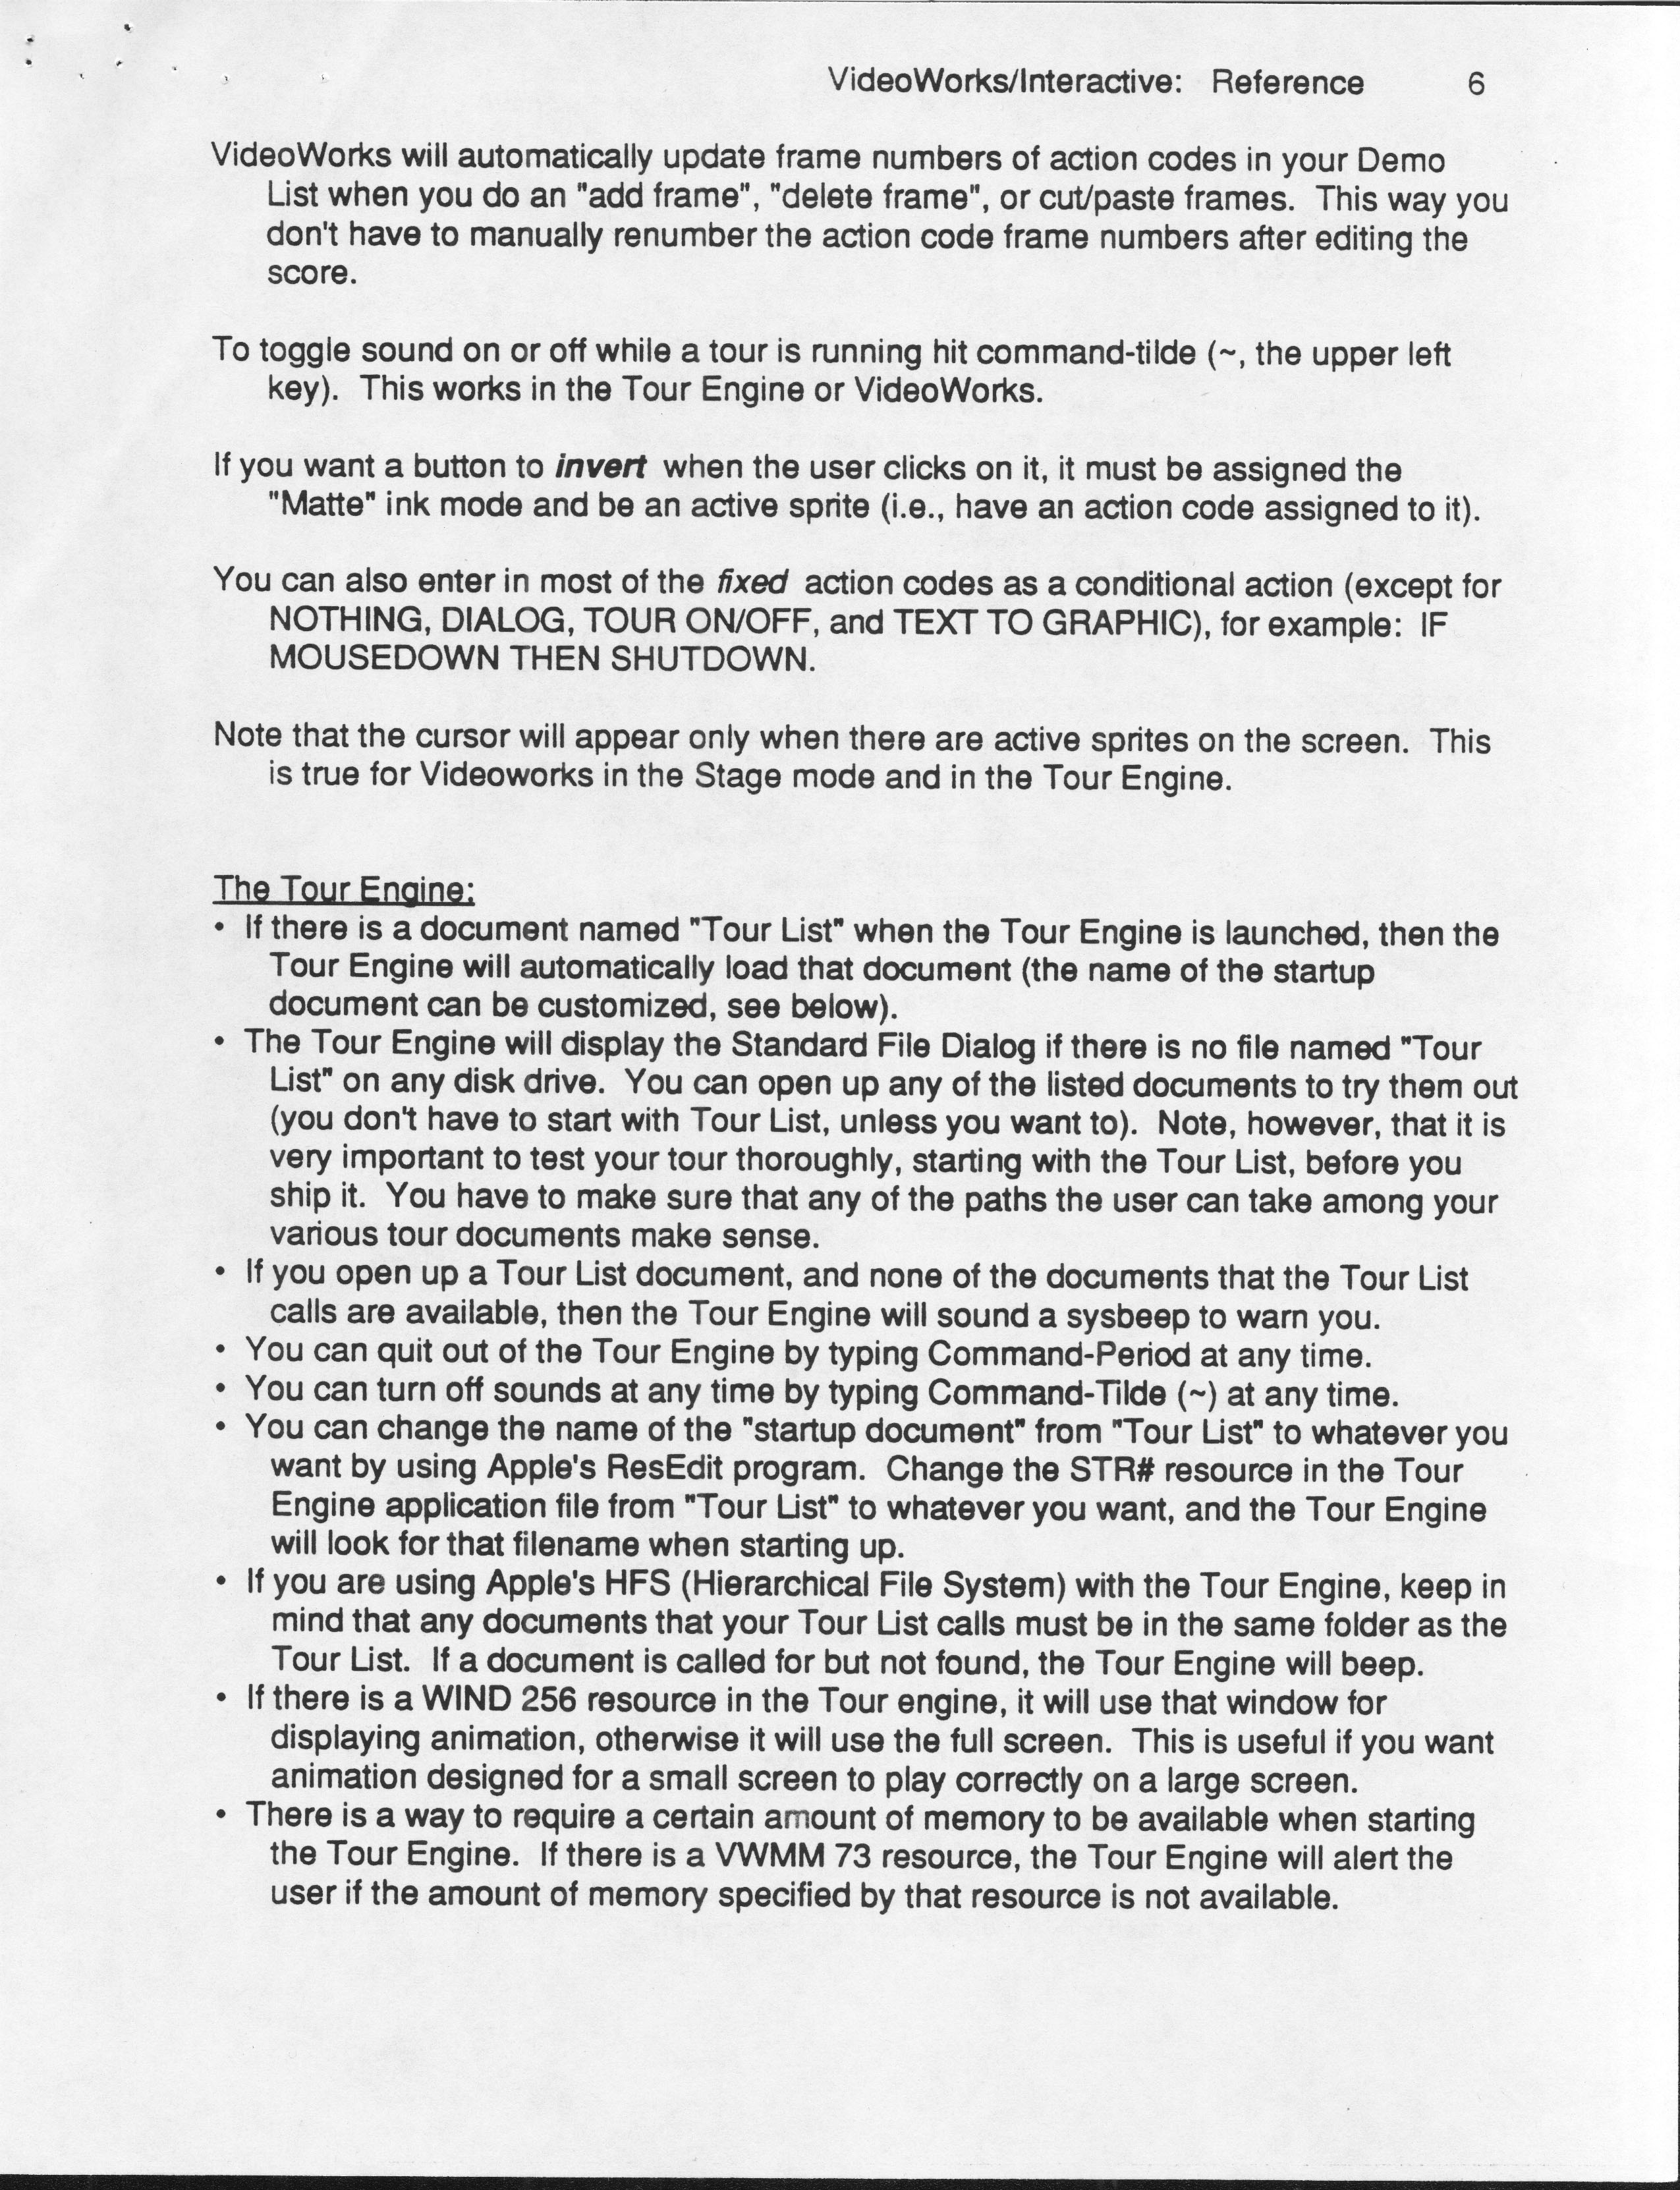 VideoWorks/Interactive: Reference 6
VideoWorks will automatically update frame numbers of action codes in your Demo
List when you do an "add frame", "delete frame", or cut/paste frames. This way you
don't have to manually renumber the action code frame numbers after editing the
score.
To toggle sound on or off while a tour is running hit command-tilde (~, the upper left
key). This works in the Tour Engine or VideoWorks.
If you want a button to invert when the user clicks on it, it must be assigned the
"Matte" ink mode and be an active sprite (i.e., have an action code assigned to it).
You can also enter in most of the fixed action codes as a conditional action (except for
NOTHING, DIALOG, TOUR ON/OFF, and TEXT TO GRAPHIC), for example: IF
MOUSEDOWN THEN SHUTDOWN.
Note that the cursor will appear only when there are active sprites on the screen. This
is true for Videoworks in the Stage mode and in the Tour Engine.
The Tour Engine:
• If there is a document named "Tour List" when the Tour Engine is launched, then the
Tour Engine will automatically load that document (the name of the startup
document can be customized, see below).
• The Tour Engine will display the Standard File Dialog if there is no file named "Tour
List" on any disk drive. You can open up any of the listed documents to try them out
(you don't have to start with Tour List, unless you want to). Note, however, that it is
very important to test your tour thoroughly, starting with the Tour List, before you
ship it. You have to make sure that any of the paths the user can take among your
various tour documents make sense.
• If you open up a Tour List document, and none of the documents that the Tour List
calls are available, then the Tour Engine will sound a sysbeep to warn you.
• You can quit out of the Tour Engine by typing Command-Period at any time.
• You can turn off sounds at any time by typing Command-Tilde (~) at any time.
• You can change the name of the "startup document" from "Tour List" to whatever you
want by using Apple's ResEdit program. Change the STR# resource in the Tour
Engine application file from "Tour List" to whatever you want, and the Tour Engine
will look for that filename when starting up.
• If you are using Apple's HFS (Hierarchical File System) with the Tour Engine, keep in
mind that any documents that your Tour List calls must be in the same folder as the
Tour List. If a document is called for but not found, the Tour Engine will beep.
• If there is a WIND 256 resource in the Tour engine, it will use that window for
displaying animation, otherwise it will use the full screen. This is useful if you want
animation designed for a small screen to play correctly on a large screen.
• There is a way to require a certain amount of memory to be available when starting
the Tour Engine. If there is a VWMM 73 resource, the Tour Engine will alert the
user if the amount of memory specified by that resource is not available.